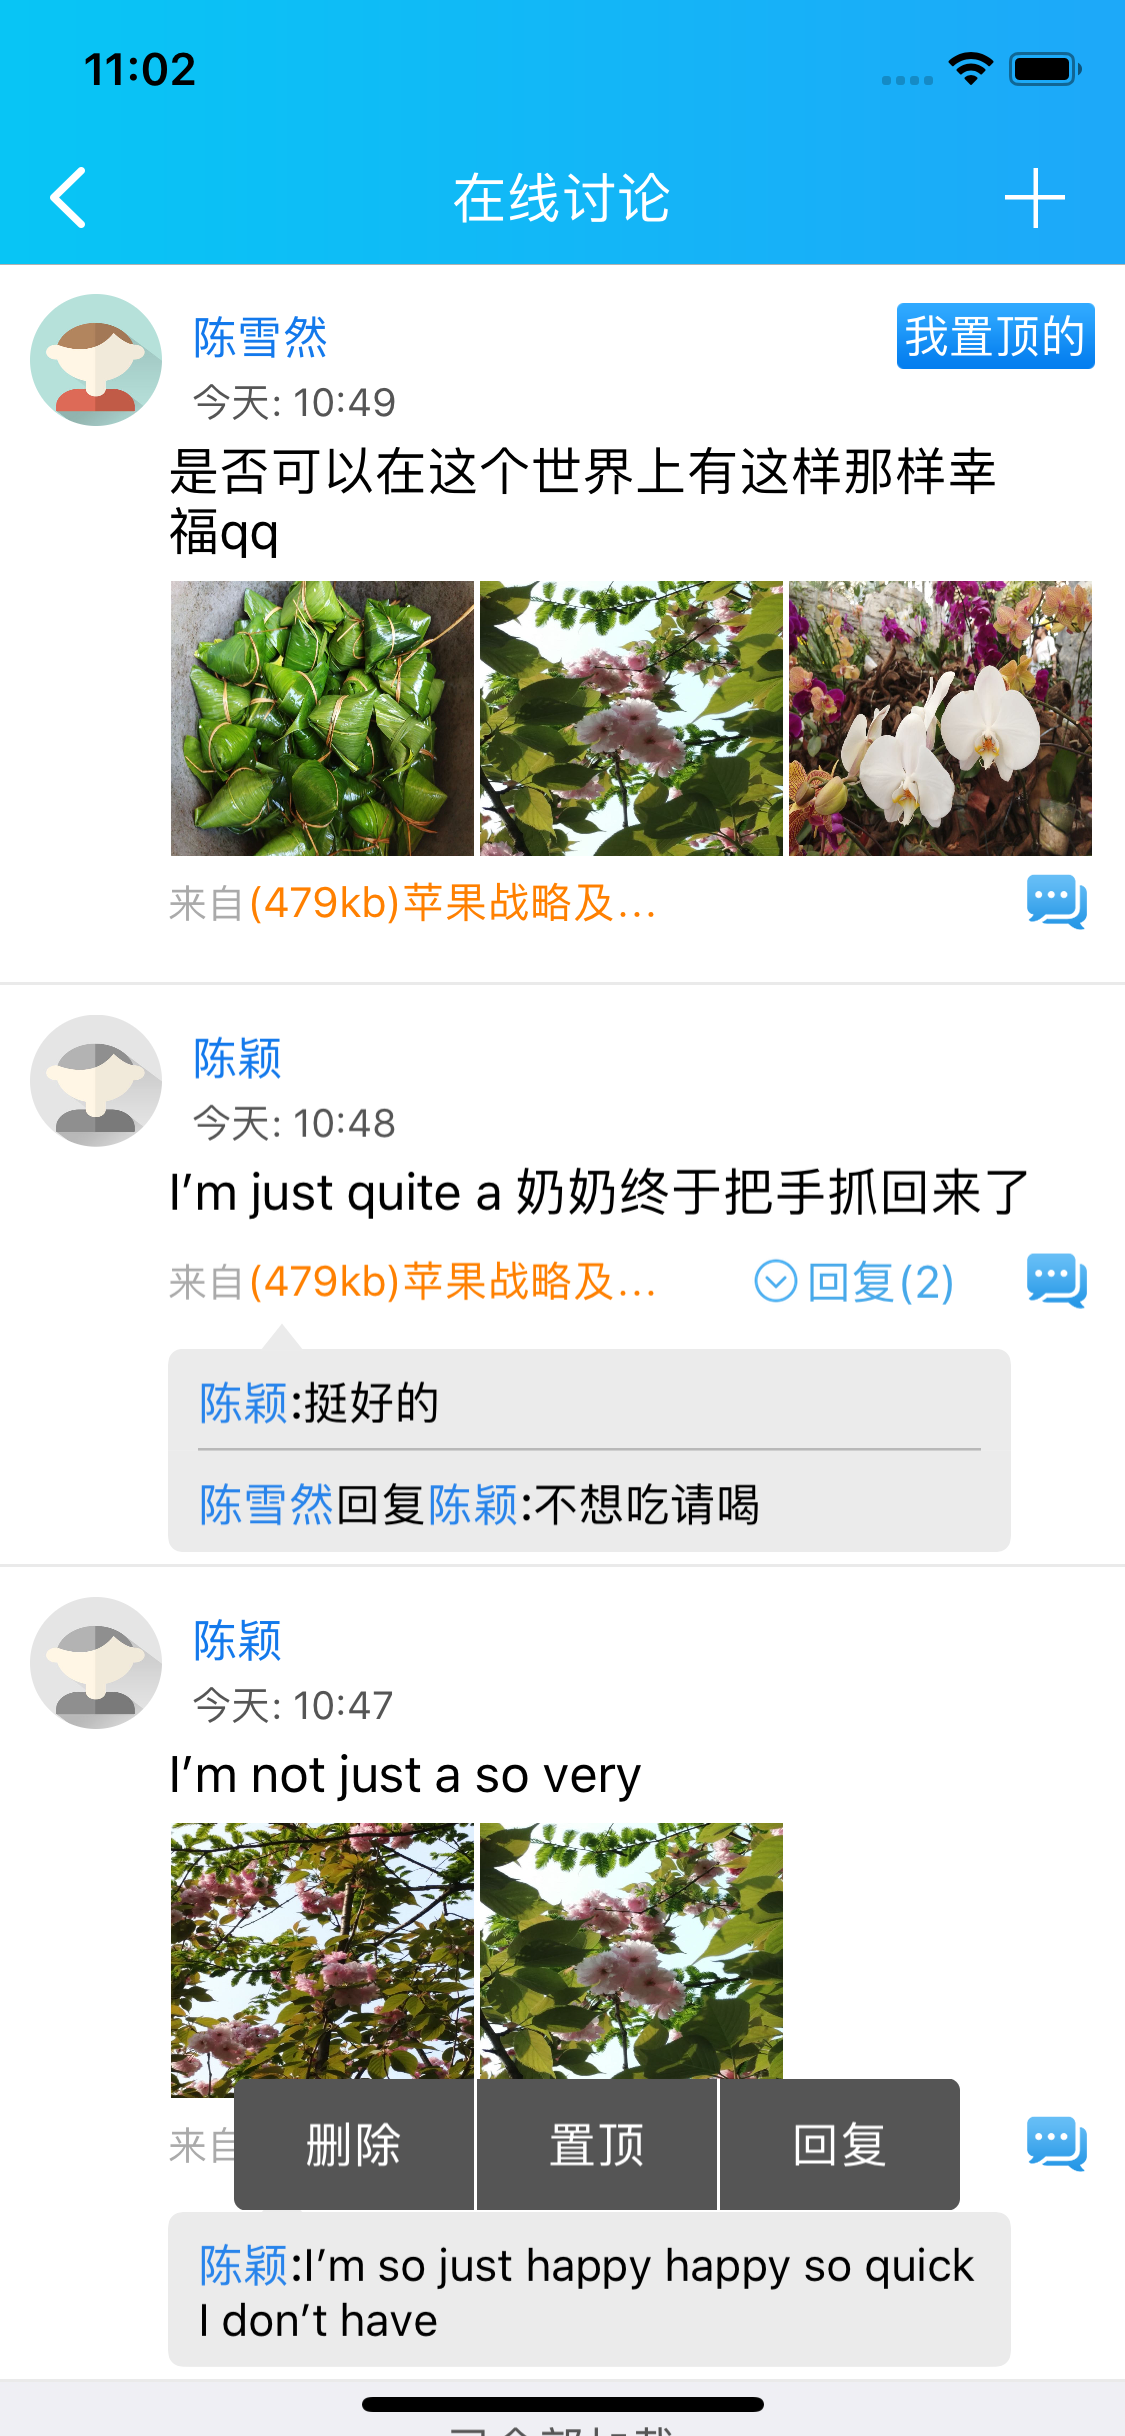 11:02
在线讨论
陈雪然
我置顶的
今天: 10:49
是否可以在这个世界上有这样那样幸
福qq
来自(479kb)苹果战略及...
陈颖
今天: 10:48
I’m just quite a 奶奶终于把手抓回来了
来自(479kb)苹果战略及...
回复(2)
陈颖:挺好的
陈雪然回复陈颖:不想吃请喝
陈颖
今天: 10:47
I’m not just a so very
来自
删除
置顶
回复
陈颖:I’m so just happy happy so quick
I don’t have